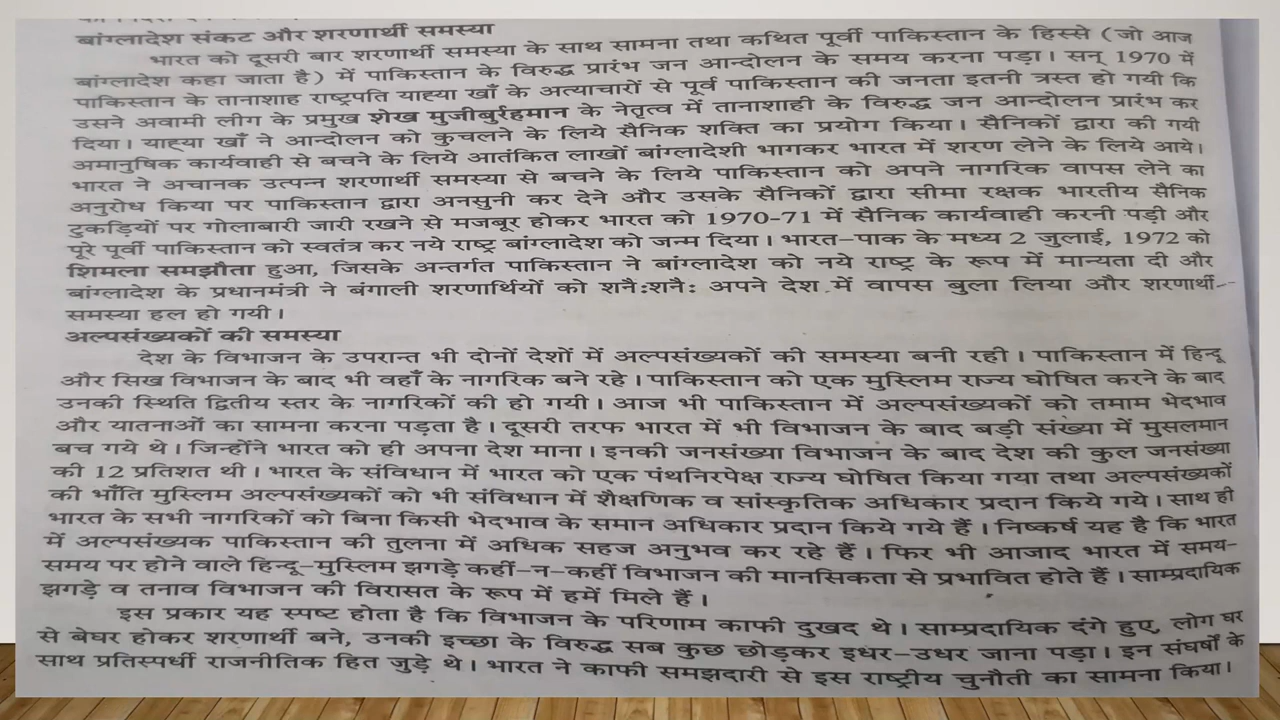 बांग्लादेश संकट और शरणार्थी समस्या
भारत को दूसरी बार शरणार्थी समस्या के साथ सामना तथा कथित पूर्वी पाकिस्तान के हिस्से (जो आज
बांग्लादेश कहा जाता है) में पाकिस्तान के विरुद्ध प्रारंभ जन आन्दोलन के समय करना पड़ा। सन् 1970 में
पाकिस्तान के तानाशाह राष्ट्रपति याह्या खाँ के अत्याचारों से पूर्व पाकिस्तान की जनता इतनी त्रस्त हो गयी कि
उसने अवामी लीग के प्रमुख शेख मुजीबुर्रहमान के नेतृत्व में तानाशाही के विरुद्ध जन आन्दोलन प्रारंभ कर
दिया। याह्या खाँ ने आन्दोलन को कुचलने के लिये सैनिक शक्ति का प्रयोग किया। सैनिकों द्वारा की गयी
अमानुषिक कार्यवाही से बचने के लिये आतंकित लाखों बांग्लादेशी भागकर भारत में शरण लेने के लिये आये।
भारत ने अचानक उत्पन्न शरणार्थी समस्या से बचने के लिये पाकिस्तान को अपने नागरिक वापस लेने का
अनुरोध किया पर पाकिस्तान द्वारा अनसुनी कर देने और उसके सैनिकों द्वारा सीमा रक्षक भारतीय सैनिक
टुकड़ियों पर गोलाबारी जारी रखने से मजबूर होकर भारत को 1970-71 में सैनिक कार्यवाही करनी पड़ी और
पूरे पूर्वी पाकिस्तान को स्वतंत्र कर नये राष्ट्र बांग्लादेश को जन्म दिया। भारत–पाक के मध्य 2 जुलाई, 1972 को
शिमला समझौता हुआ, जिसके अन्तर्गत पाकिस्तान ने बांग्लादेश को नये राष्ट्र के रूप में मान्यता दी और
बांग्लादेश के प्रधानमंत्री ने बंगाली शरणार्थियों को शनैःशनैः अपने देश में वापस बुला लिया और शरणार्थी–
समस्या हल हो गयी।
अल्पसंख्यकों की समस्या
देश के विभाजन के उपरान्त भी दोनों देशों में अल्पसंख्यकों की समस्या बनी रही। पाकिस्तान में हिन्दू
और सिख विभाजन के बाद भी वहाँ के नागरिक बने रहे। पाकिस्तान को एक मुस्लिम राज्य घोषित करने के बाद
उनकी स्थिति द्वितीय स्तर के नागरिकों की हो गयी। आज भी पाकिस्तान में अल्पसंख्यकों को तमाम भेदभाव
और यातनाओं का सामना करना पड़ता है। दूसरी तरफ भारत में भी विभाजन के बाद बड़ी संख्या में मुसलमान
बच गये थे। जिन्होंने भारत को ही अपना देश माना। इनकी जनसंख्या विभाजन के बाद देश की कुल जनसंख्या
की 12 प्रतिशत थी। भारत के संविधान में भारत को एक पंथनिरपेक्ष राज्य घोषित किया गया तथा अल्पसंख्यकों
की भाँति मुस्लिम अल्पसंख्यकों को भी संविधान में शैक्षणिक व सांस्कृतिक अधिकार प्रदान किये गये। साथ ही
भारत के सभी नागरिकों को बिना किसी भेदभाव के समान अधिकार प्रदान किये गये हैं। निष्कर्ष यह है कि भारत
में अल्पसंख्यक पाकिस्तान की तुलना में अधिक सहज अनुभव कर रहे हैं। फिर भी आजाद भारत में समय–
समय पर होने वाले हिन्दू–मुस्लिम झगड़े कहीं–न–कहीं विभाजन की मानसिकता से प्रभावित होते हैं। साम्प्रदायिक
झगड़े व तनाव विभाजन की विरासत के रूप में हमें मिले हैं।
इस प्रकार यह स्पष्ट होता है कि विभाजन के परिणाम काफी दुखद थे। साम्प्रदायिक दंगे हुए, लोग घर
से बेघर होकर शरणार्थी बने, उनकी इच्छा के विरुद्ध सब कुछ छोड़कर इधर–उधर जाना पड़ा। इन संघर्षों के
साथ प्रतिस्पर्धी राजनीतिक हित जुड़े थे। भारत ने काफी समझदारी से इस राष्ट्रीय चुनौती का सामना किया।